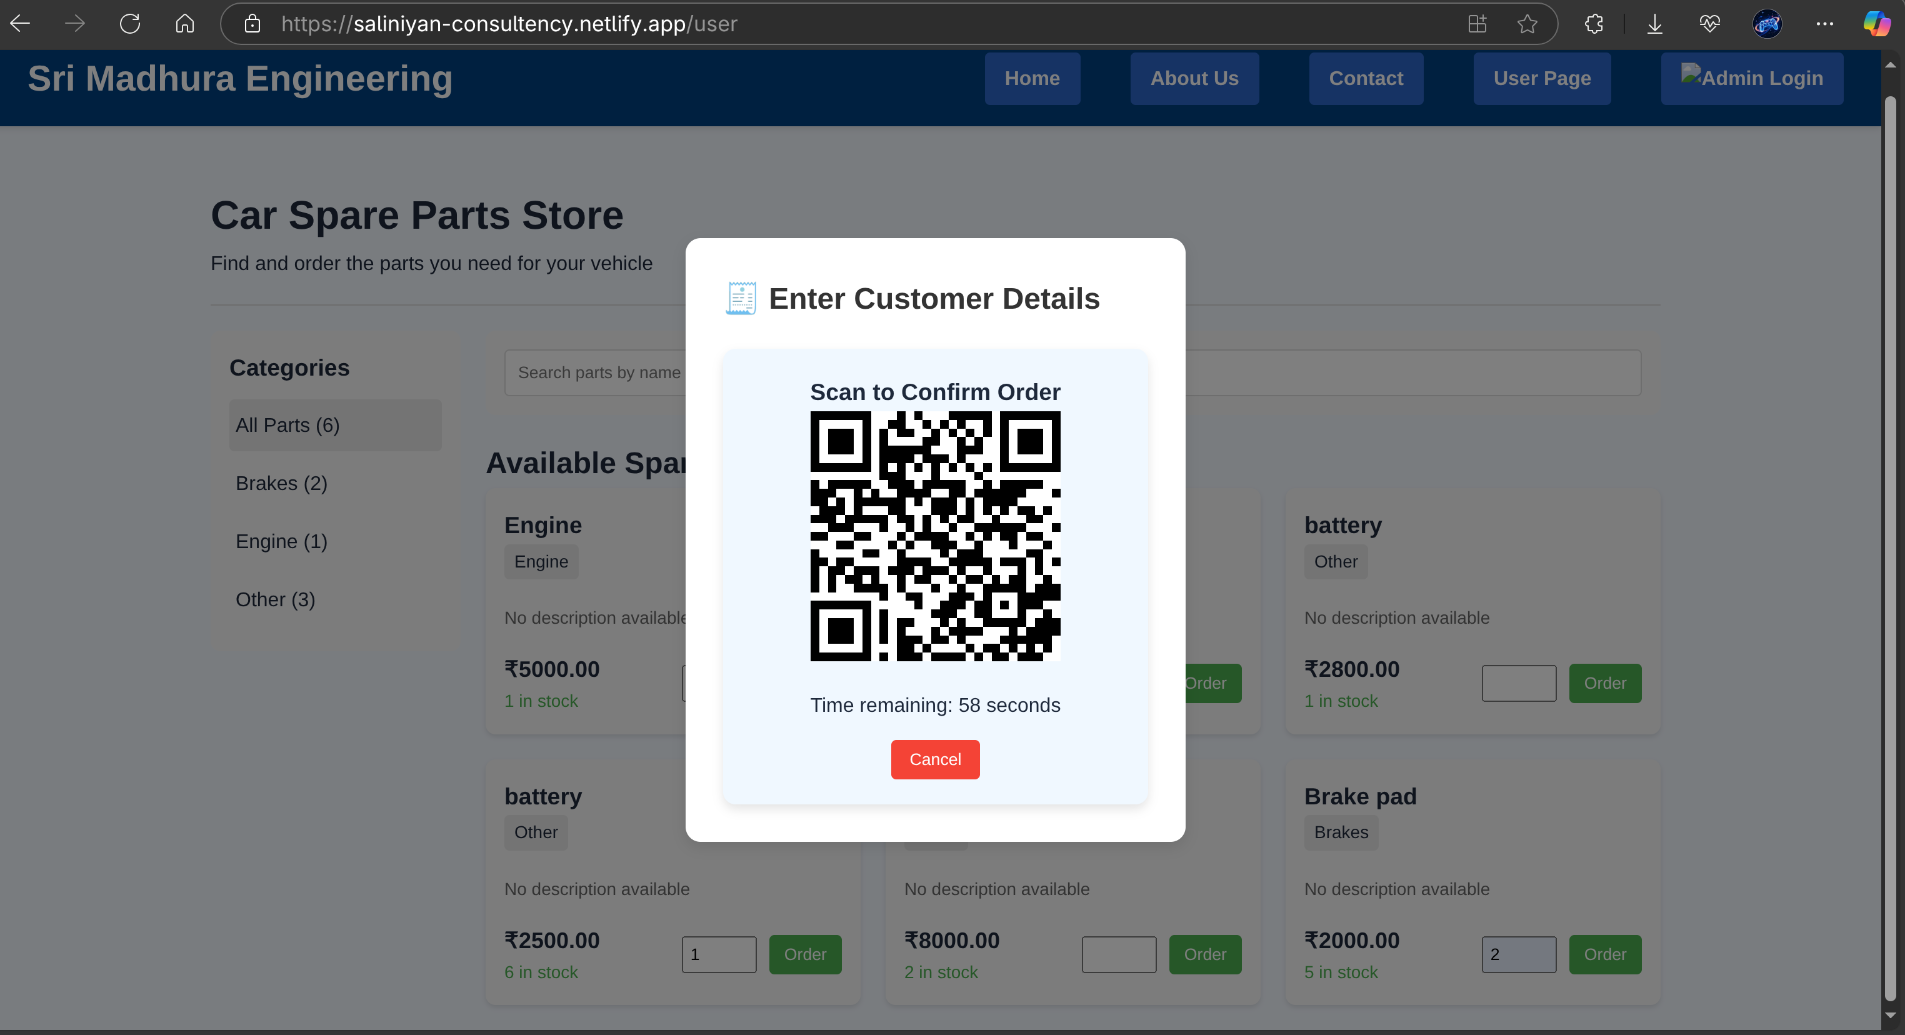 https://saliniyan-consultency.netlify.app/user
Sri Madhura Engineering
Home
About Us
Contact
User Page
Admin Login
Car Spare Parts Store
Find and order the parts you need for your vehicle
Categories
All Parts (6)
Brakes (2)
Engine (1)
Other (3)
Search parts by name
Available
🧾 Enter Customer Details
Scan to Confirm Order
Time remaining: 58 seconds
Cancel
Engine
Engine
No description available
₹5000.00
1 in stock
Order
battery
Other
No description available
₹2800.00
1 in stock
Order
battery
Other
No description available
₹2500.00
6 in stock
1
Order
No description available
₹8000.00
2 in stock
Order
Brake pad
Brakes
No description available
₹2000.00
5 in stock
2
Order